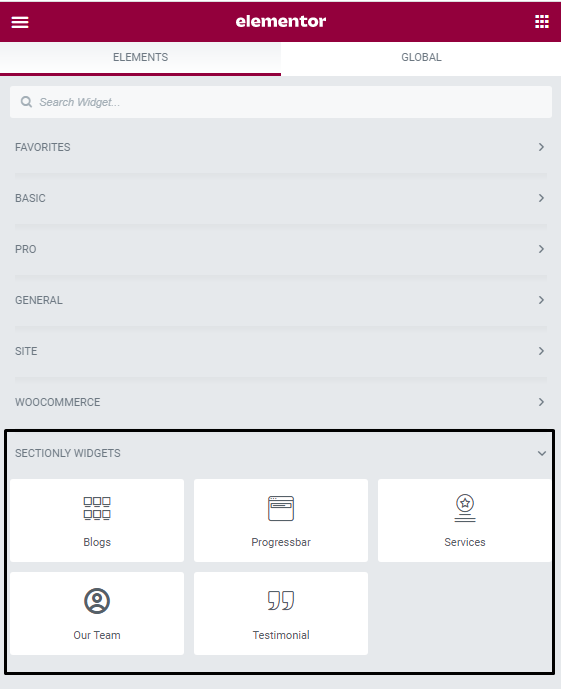 elementor
ELEMENTS GLOBAL
Search Widget...
FAVORITES
BASIC
PRO
GENERAL
SITE
WOOCOMMERCE
SECTIONLY WIDGETS
Blogs Progressbar Services
Our Team Testimonial